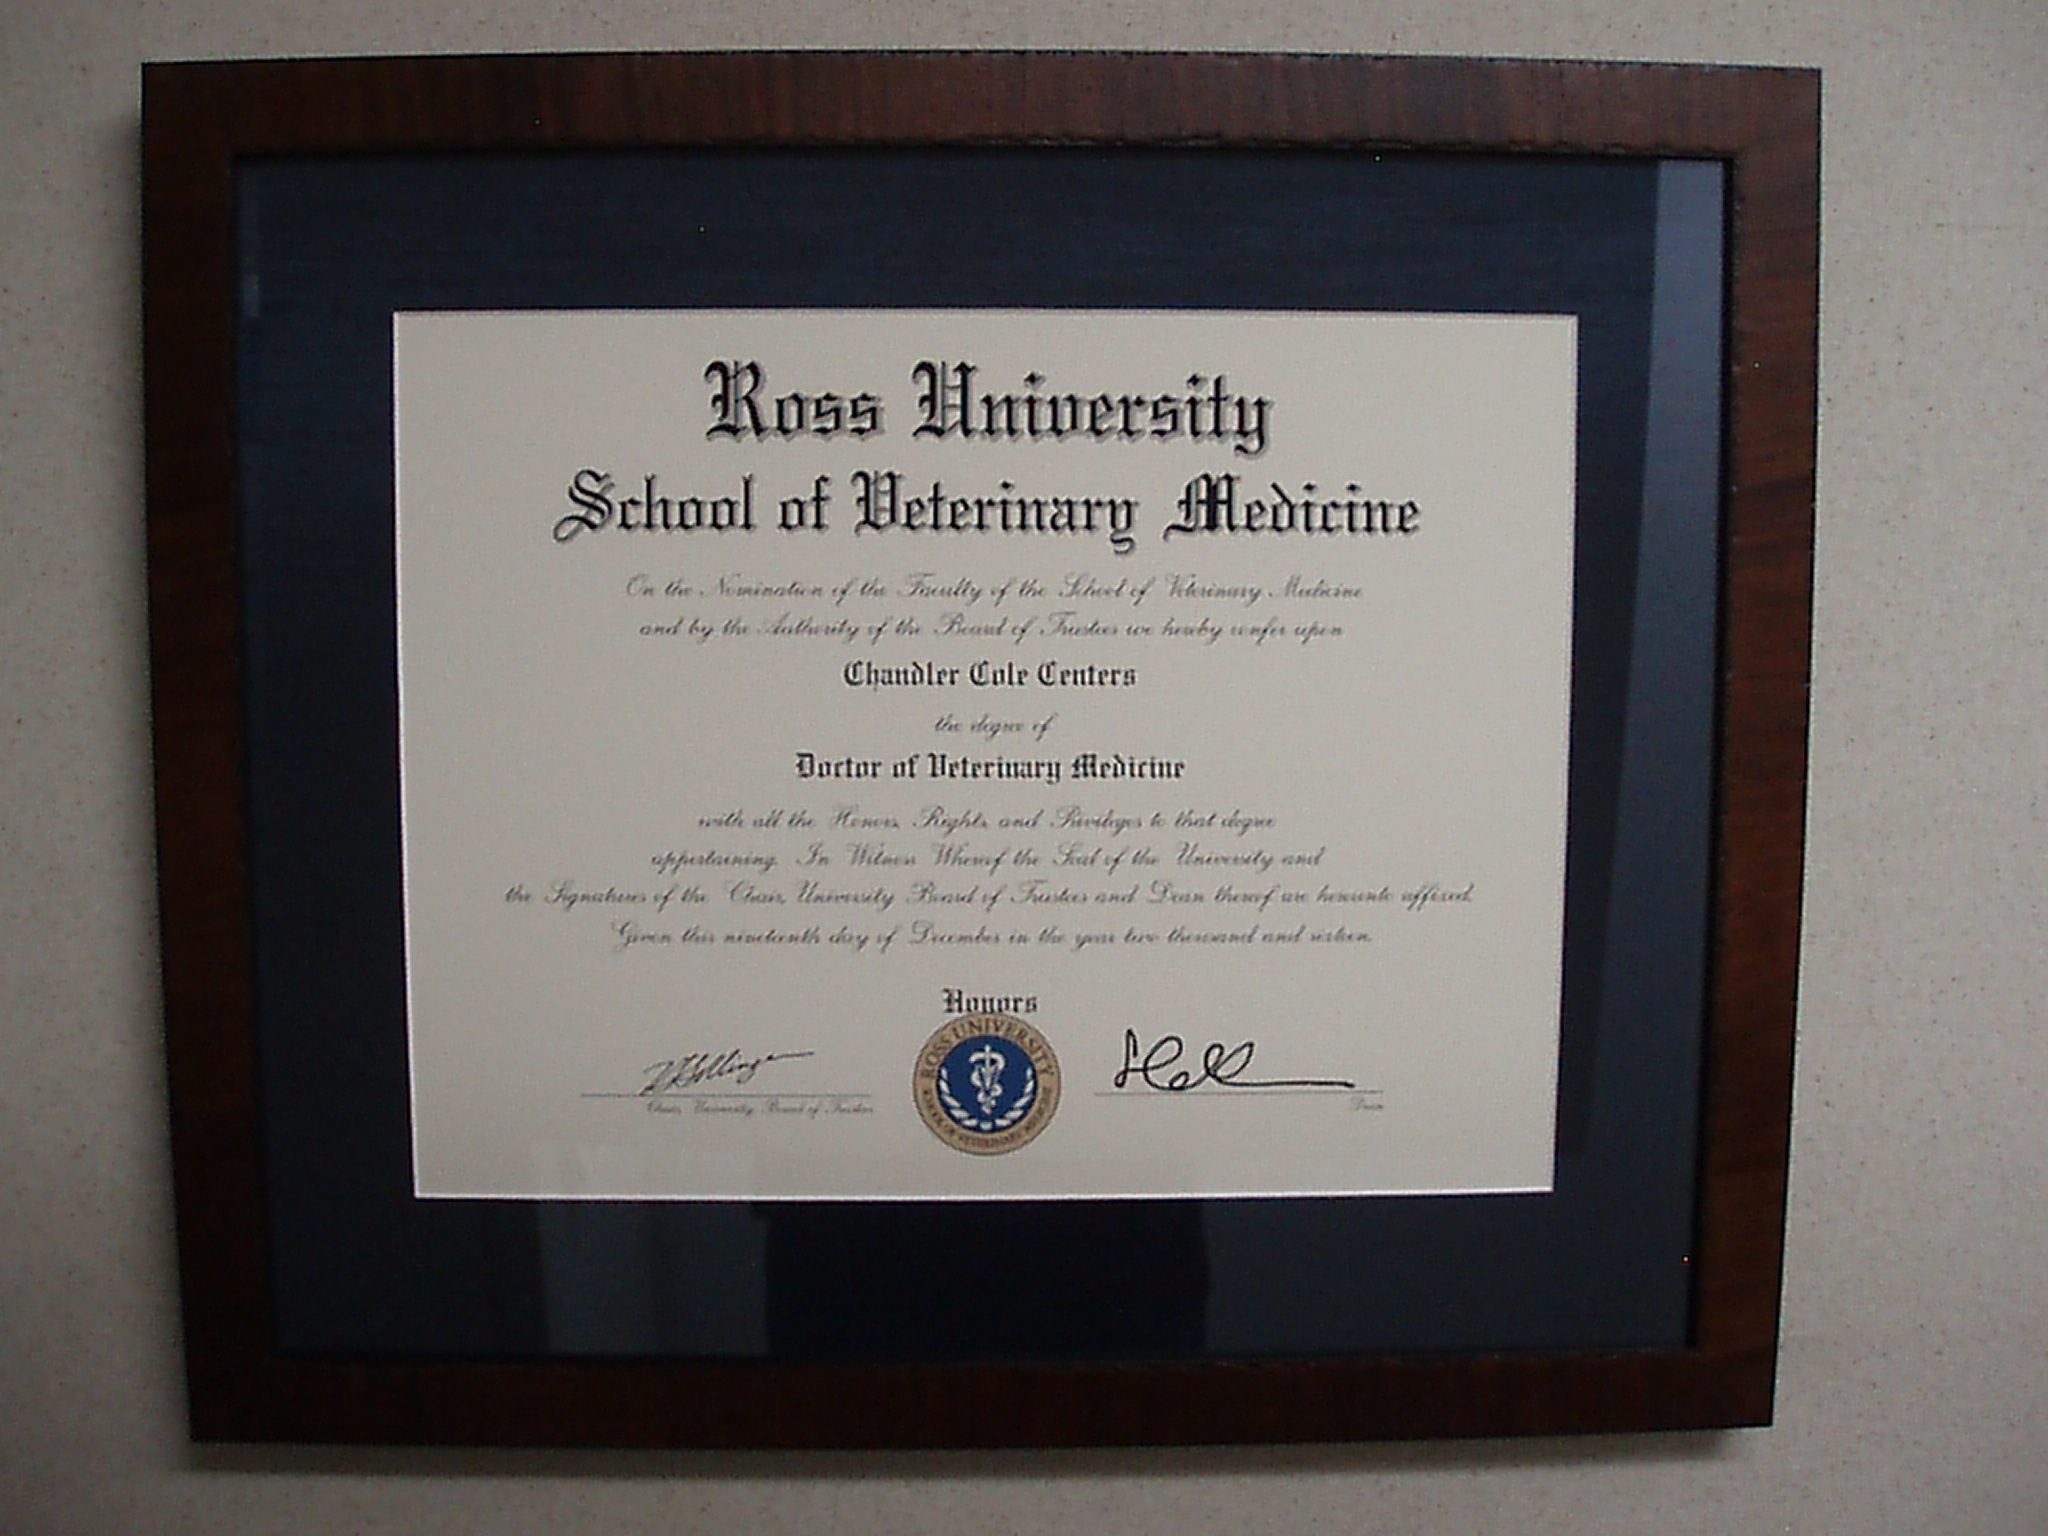 Ross University
School of Veterinary Medicine
On the Nomination of the Faculty of the School of Veterinary Medicine
and by the Authority of the Board of Trustees we hereby confer upon
Chandler Cole Centers
the degree of
Doctor of Veterinary Medicine
with all the Honors, Rights, and Privileges to that degree
appertaining. In Witness Whereof the Seal of the University and
the Signatures of the Chair, University Board of Trustees and Dean thereof are hereunto affixed.
Given this nineteenth day of December in the year two thousand and sixteen.
Honors
ROSS UNIVERSITY
SCHOOL OF VETERINARY MEDICINE
Chair, University Board of Trustees
Dean